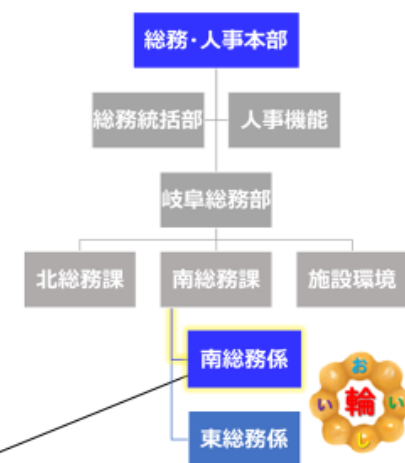 総務・人事本部
総務統括部
人事機能
岐阜総務部
北総務課
南総務課
施設環境
南総務係
東総務係
お
い
輪
い
し